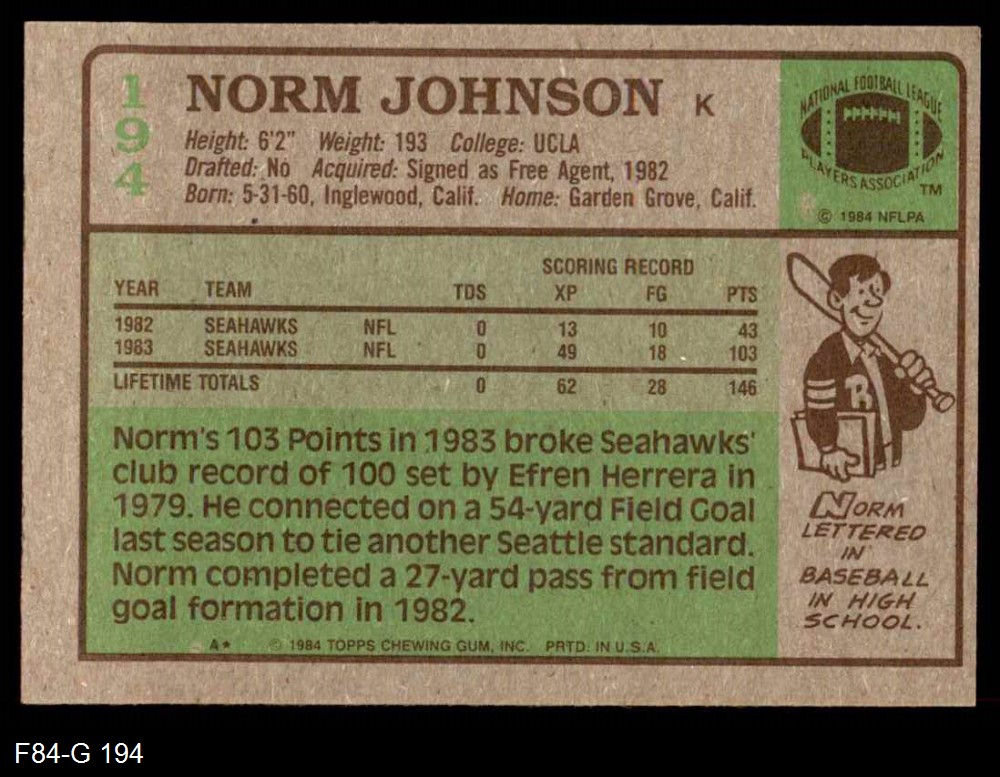 194
NORM JOHNSON K
Height: 6'2" Weight: 193 College: UCLA
Drafted: No Acquired: Signed as Free Agent, 1982
Born: 5-31-60, Inglewood, Calif. Home: Garden Grove, Calif.
NATIONAL FOOTBALL LEAGUE
PLAYERS ASSOCIATION
TM
© 1984 NFLPA
SCORING RECORD
YEAR TEAM TDS XP FG PTS
1982 SEAHAWKS NFL 0 13 10 43
1983 SEAHAWKS NFL 0 49 18 103
LIFETIME TOTALS 0 62 28 146
Norm's 103 Points in 1983 broke Seahawks'
club record of 100 set by Efren Herrera in
1979. He connected on a 54-yard Field Goal
last season to tie another Seattle standard.
Norm completed a 27-yard pass from field
goal formation in 1982.
A* © 1984 TOPPS CHEWING GUM, INC. PRTD. IN U.S.A.
R
NORM
LETTERED
IN
BASEBALL
IN HIGH
SCHOOL.
F84-G 194